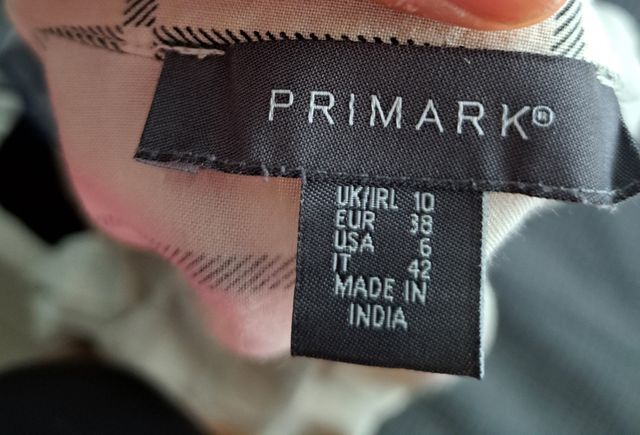 PRIMARK®
UK/IRL 10
EUR 38
USA 6
IT 42
MADE IN
INDIA